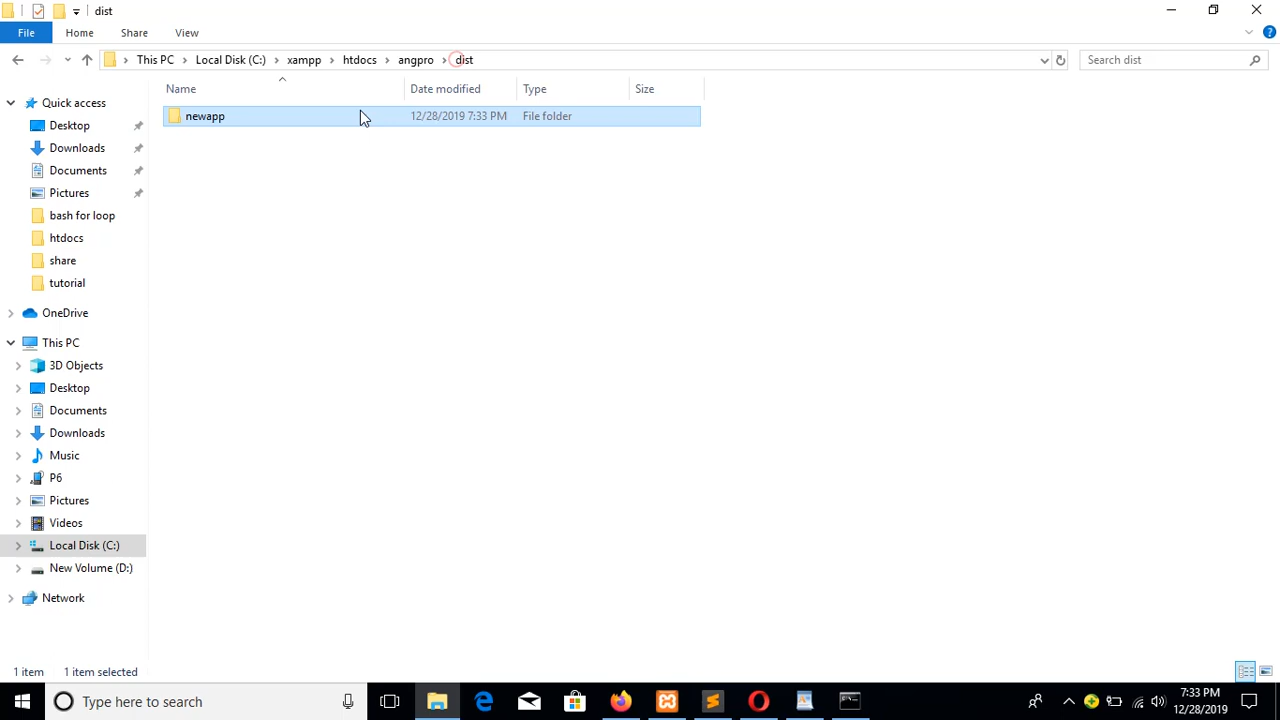 dist
File
Home
Share
View
This PC
Local Disk (C:)
xampp
htdocs
angpro
dist
Search dist
Name
Date modified
Type
Size
newapp
12/28/2019 7:33 PM
File folder
Quick access
Desktop
Downloads
Documents
Pictures
bash for loop
htdocs
share
tutorial
OneDrive
This PC
3D Objects
Desktop
Documents
Downloads
Music
P6
Pictures
Videos
Local Disk (C:)
New Volume (D:)
Network
1 item
1 item selected
Type here to search
7:33 PM
12/28/2019